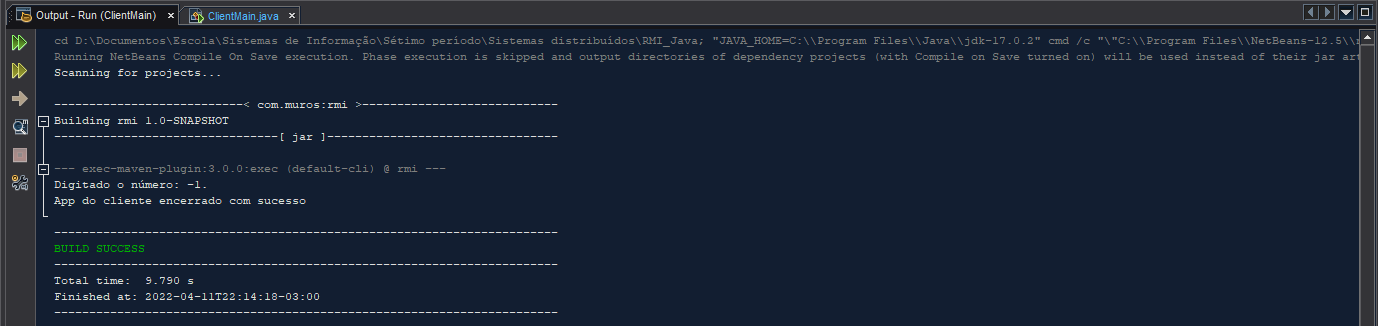 Output - Run (ClientMain) × ClientMain.java ×
cd D:\Documentos\Escola\Sistemas de Informação\Sétimo período\Sistemas distribuídos\RMI_Java; "JAVA_HOME=C:\\Program Files\\Java\\jdk-17.0.2" cmd /c "\"C:\\Program Files\\NetBeans-12.5\\
Running NetBeans Compile On Save execution. Phase execution is skipped and output directories of dependency projects (with Compile on Save turned on) will be used instead of their jar
Scanning for projects...
---------------------------< com.muros:rmi >----------------------------
Building rmi 1.0-SNAPSHOT
--------------------------------[ jar ]---------------------------------
--- exec-maven-plugin:3.0.0:exec (default-cli) @ rmi ---
Digitado o número: -1.
App do cliente encerrado com sucesso
------------------------------------------------------------------------
BUILD SUCCESS
------------------------------------------------------------------------
Total time:  9.790 s
Finished at: 2022-04-11T22:14:18-03:00
------------------------------------------------------------------------